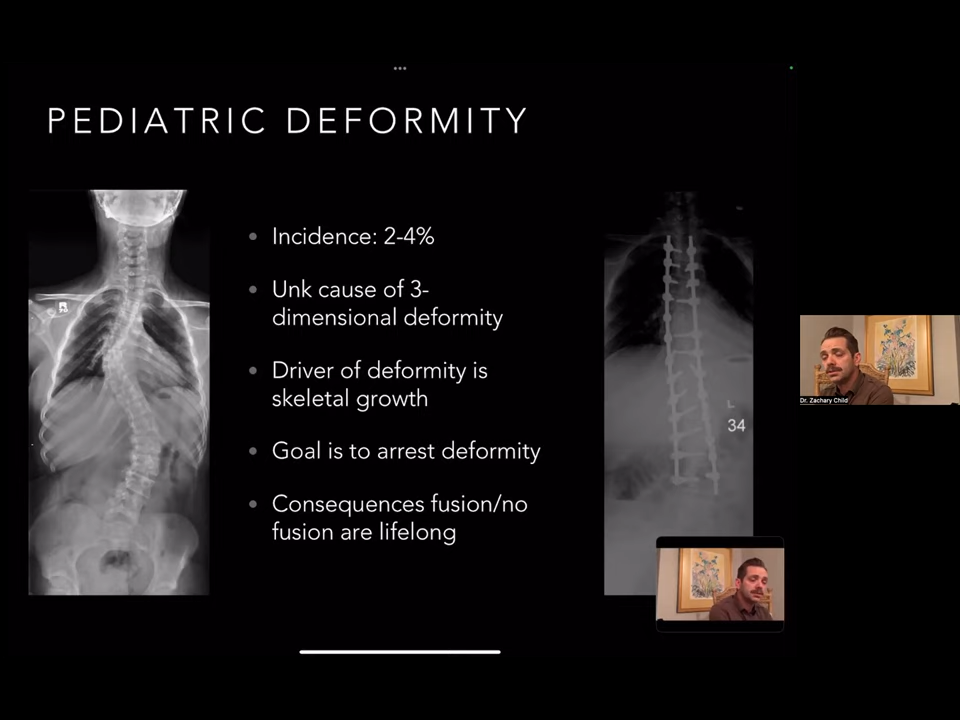 PEDIATRIC DEFORMITY
Incidence: 2-4%
Unk cause of 3-
dimensional deformity
Driver of deformity is
skeletal growth
Goal is to arrest deformity
Consequences fusion/no
fusion are lifelong
L
34
Dr. Zachary Child